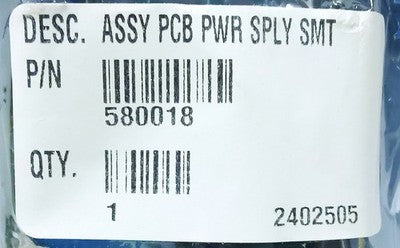 DESC. ASSY PCB PWR SPLY SMT
P/N
580018
QTY.
1 2402505